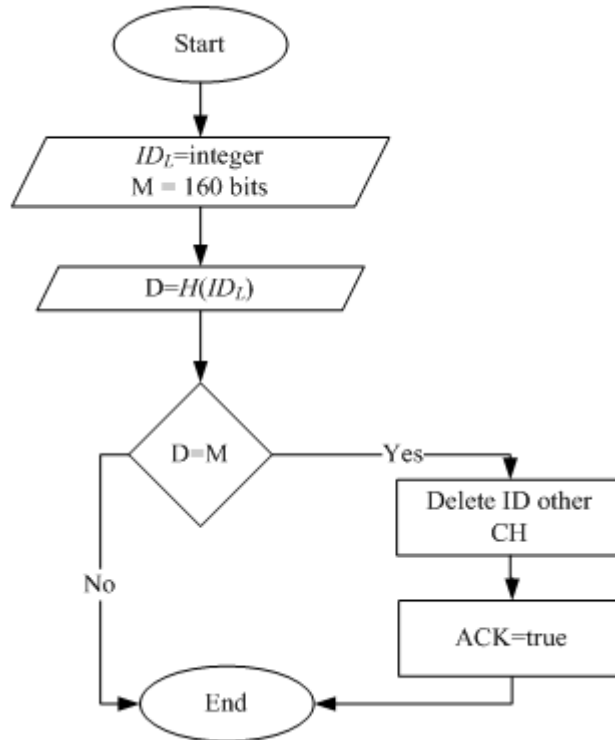 Start
ID_L=integer
M = 160 bits
D=H(ID_L)
D=M
Yes
Delete ID other
CH
No
ACK=true
End